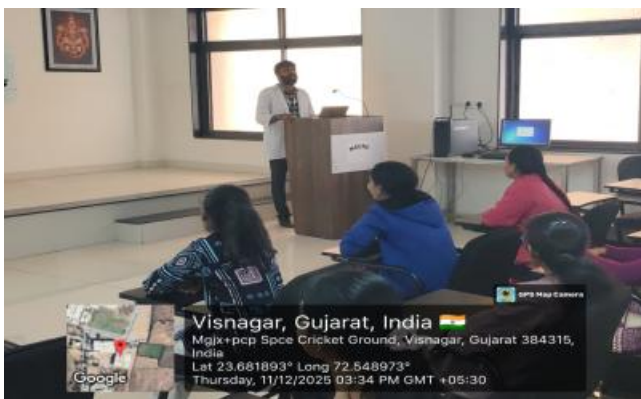 GPS Map Camera
Visnagar, Gujarat, India
Mgjx+pcp Spce Cricket Ground, Visnagar, Gujarat 384315,
India
Lat 23.681893° Long 72.548973°
Thursday, 11/12/2025 03:34 PM GMT +05:30
Google